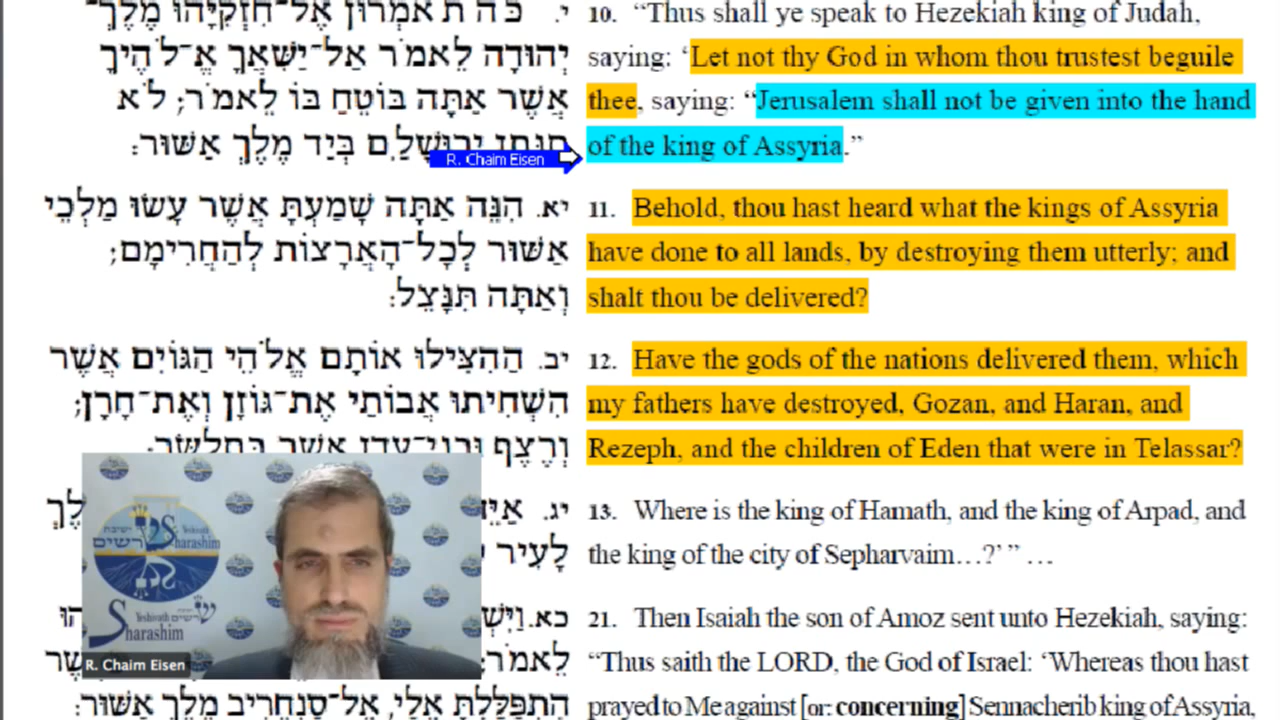 י. כֹּה תֹאמְרוּן אֶל־חִזְקִיָּהוּ מֶלֶךְ־
יְהוּדָה לֵאמֹר אַל־יַשִּׁאֲךָ אֱ־לֹהֶיךָ
אֲשֶׁר אַתָּה בּוֹטֵחַ בּוֹ לֵאמֹר; לֹא
תִנָּתֵן יְרוּשָׁלַ͏ִם בְּיַד מֶלֶךְ אַשּׁוּר:
יא. הִנֵּה אַתָּה שָׁמַעְתָּ אֲשֶׁר עָשׂוּ מַלְכֵי
אַשּׁוּר לְכָל־הָאֲרָצוֹת לְהַחֲרִימָם;
וְאַתָּה תִּנָּצֵל:
יב. הַהִצִּילוּ אוֹתָם אֱלֹהֵי הַגּוֹיִם אֲשֶׁר
הִשְׁחִיתוּ אֲבוֹתַי אֶת־גּוֹזָן וְאֶת־חָרָן;
וְרֶצֶף וּבְנֵי־עֶדֶן אֲשֶׁר בִּתְלַשָּׂר:
יג.
לָעִיר
כא.
לֵאמֹר:
הִתְפַּלַּלְתָּ אֵלַי, אֶל־סַנְחֵרִיב מֶלֶךְ אַשּׁוּר:
10. “Thus shall ye speak to Hezekiah king of Judah,
saying: ‘Let not thy God in whom thou trustest beguile
thee, saying: “Jerusalem shall not be given into the hand
of the king of Assyria.”
11. Behold, thou hast heard what the kings of Assyria
have done to all lands, by destroying them utterly; and
shalt thou be delivered?
12. Have the gods of the nations delivered them, which
my fathers have destroyed, Gozan, and Haran, and
Rezeph, and the children of Eden that were in Telassar?
13. Where is the king of Hamath, and the king of Arpad, and
the king of the city of Sepharvaim…?’ ”…
21. Then Isaiah the son of Amoz sent unto Hezekiah, saying:
“Thus saith the LORD, the God of Israel: ‘Whereas thou hast
prayed to Me against [or: concerning] Sennacherib king of Assyria,
R. Chaim Eisen
ישיבת
שרשים
Yeshivath
Sharashim
Yeshivath שרשים
Sharashim
R. Chaim Eisen